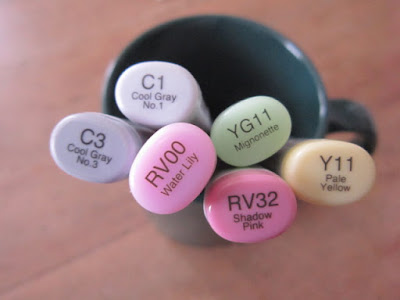 C1
Cool Gray
No.1
C3
Cool Gray
No.3
RV00
Water Lily
YG11
Mignonette
RV32
Shadow
Pink
Y11
Pale
Yellow